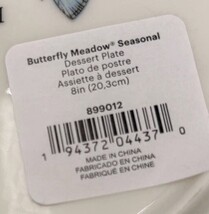 Butterfly Meadow® Seasonal
Dessert Plate
Plato de postre
Assiette à dessert
8in (20,3cm)
899012
1 94372 04437 0
MADE IN CHINA
FABRICADO EN CHINA
FABRIQUÉ EN CHINE